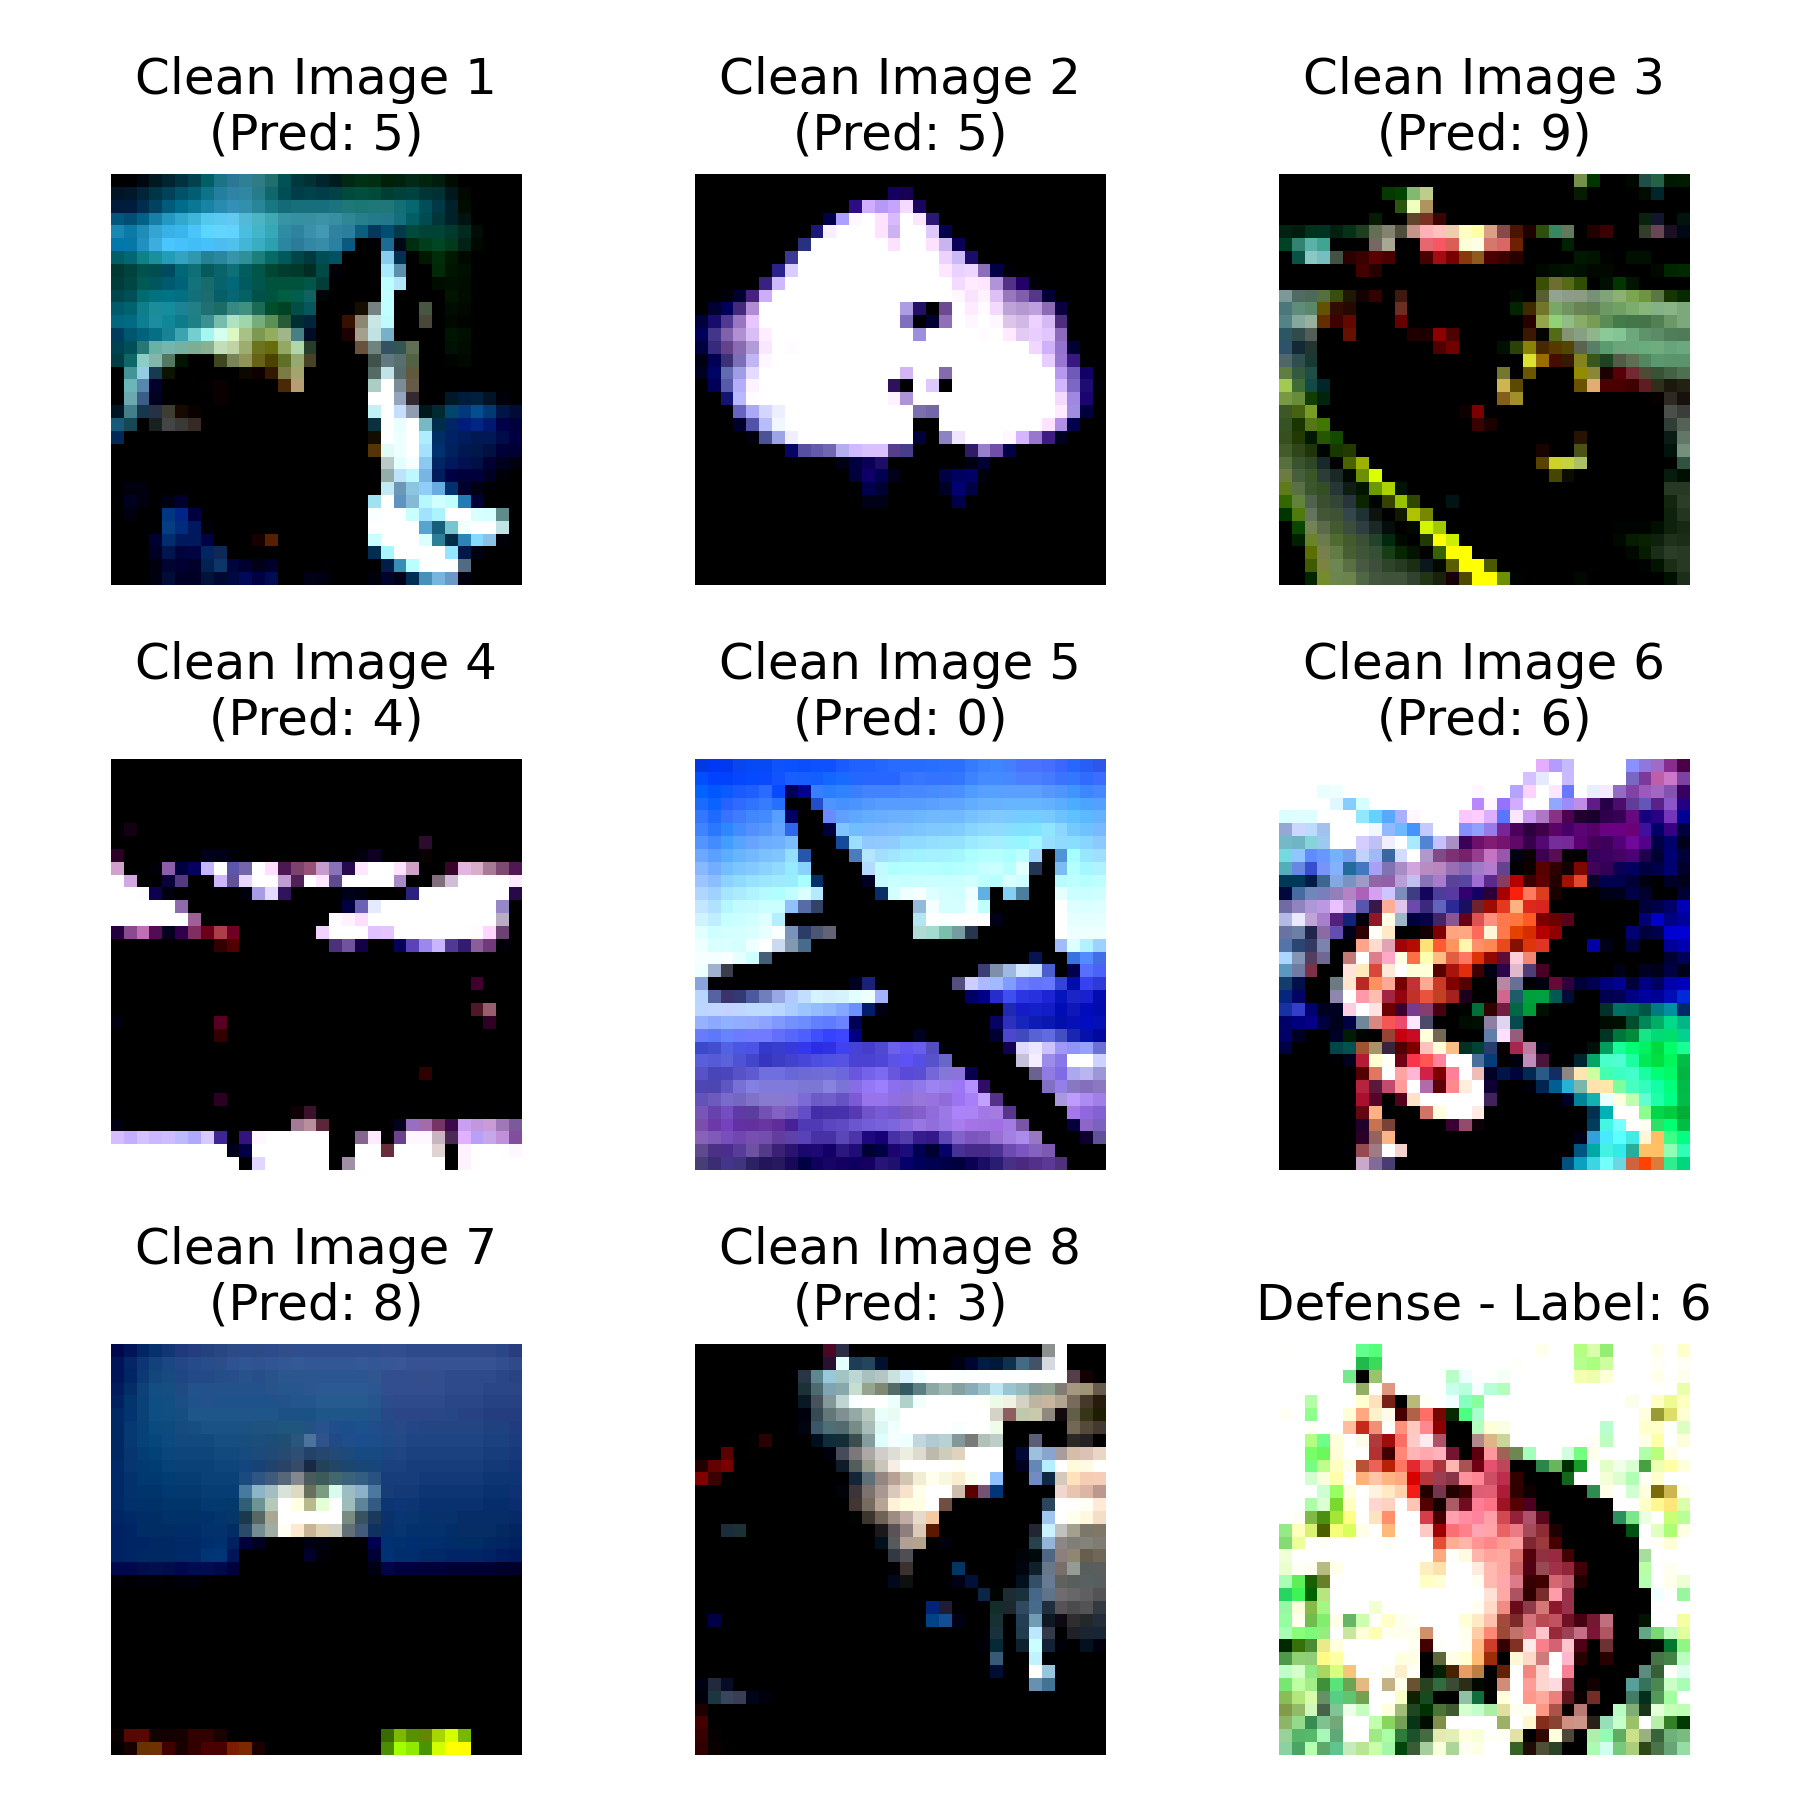 Clean Image 1
(Pred: 5)
Clean Image 2
(Pred: 5)
Clean Image 3
(Pred: 9)
Clean Image 4
(Pred: 4)
Clean Image 5
(Pred: 0)
Clean Image 6
(Pred: 6)
Clean Image 7
(Pred: 8)
Clean Image 8
(Pred: 3)
Defense - Label: 6